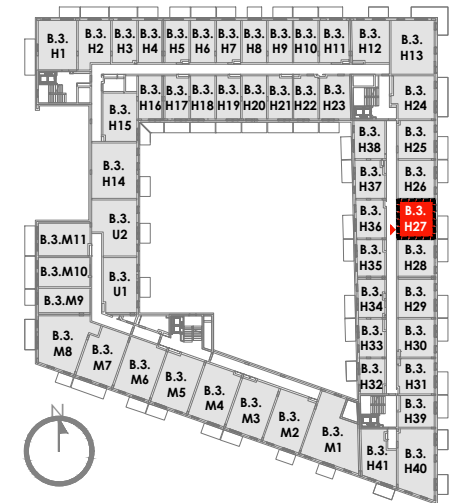 B.3.
H1
B.3.
H2
B.3.
H3
B.3.
H4
B.3.
H5
B.3.
H6
B.3.
H7
B.3.
H8
B.3.
H9
B.3.
H10
B.3.
H11
B.3.
H12
B.3.
H13
B.3.
H16
B.3.
H17
B.3.
H18
B.3.
H19
B.3.
H20
B.3.
H21
B.3.
H22
B.3.
H23
B.3.
H24
B.3.
H15
B.3.
H38
B.3.
H25
B.3.
H14
B.3.
H37
B.3.
H26
B.3.
U2
B.3.
H36
B.3.
H27
B.3.M11
B.3.
H35
B.3.
H28
B.3.M10
B.3.
U1
B.3.
H34
B.3.
H29
B.3.M9
B.3.
H33
B.3.
H30
B.3.
M8
B.3.
M7
B.3.
M6
B.3.
M5
B.3.
M4
B.3.
M3
B.3.
M2
B.3.
M1
B.3.
H32
B.3.
H31
B.3.
H39
B.3.
H41
B.3.
H40
N